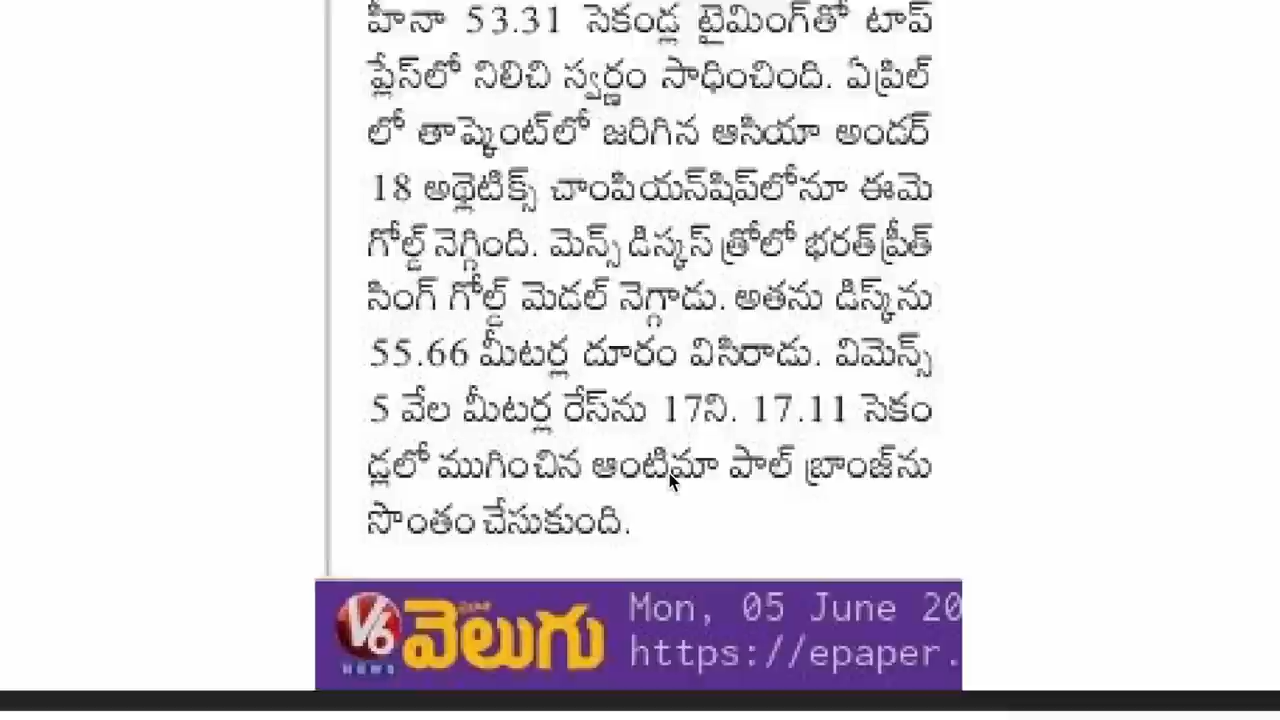 హీనా 53.31 సెకండ్ల టైమింగ్‌తో టాప్
ప్లేస్‌లో నిలిచి స్వర్ణం సాధించింది. ఏప్రిల్
లో తాష్కెంట్‌లో జరిగిన ఆసియా అండర్
18 అథ్లెటిక్స్ చాంపియన్‌షిప్‌లోనూ ఈమె
గోల్డ్ నెగ్గింది. మెన్స్ డిస్కస్ త్రోలో భరత్‌ప్రీత్
సింగ్ గోల్డ్ మెడల్ నెగ్గాడు. అతను డిస్క్‌ను
55.66 మీటర్ల దూరం విసిరాడు. విమెన్స్
5 వేల మీటర్ల రేస్‌ను 17ని. 17.11 సెకం
డ్లలో ముగించిన ఆంటిమా పాల్ బ్రాంజ్‌ను
సొంతం చేసుకుంది.
V6 వెలుగు
NEWS
Mon, 05 June 20
https://epaper.